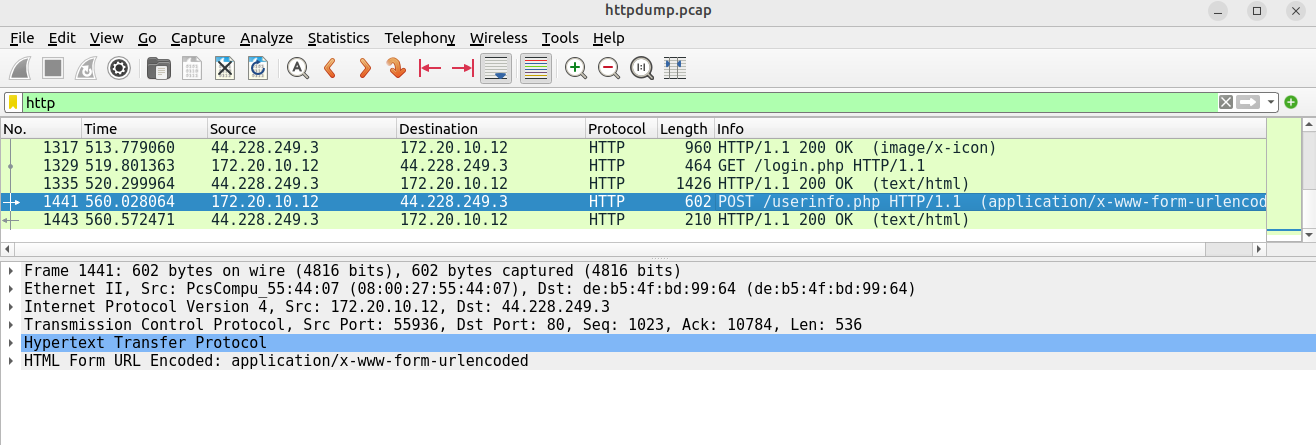 httpdump.pcap
File Edit View Go Capture Analyze Statistics Telephony Wireless Tools Help
http
No. Time Source Destination Protocol Length Info
1317 513.779060 44.228.249.3 172.20.10.12 HTTP 960 HTTP/1.1 200 OK (image/x-icon)
1329 519.801363 172.20.10.12 44.228.249.3 HTTP 464 GET /login.php HTTP/1.1
1335 520.299964 44.228.249.3 172.20.10.12 HTTP 1426 HTTP/1.1 200 OK (text/html)
1441 560.028064 172.20.10.12 44.228.249.3 HTTP 602 POST /userinfo.php HTTP/1.1 (application/x-www-form-urlencod
1443 560.572471 44.228.249.3 172.20.10.12 HTTP 210 HTTP/1.1 200 OK (text/html)
Frame 1441: 602 bytes on wire (4816 bits), 602 bytes captured (4816 bits)
Ethernet II, Src: PcsCompu_55:44:07 (08:00:27:55:44:07), Dst: de:b5:4f:bd:99:64 (de:b5:4f:bd:99:64)
Internet Protocol Version 4, Src: 172.20.10.12, Dst: 44.228.249.3
Transmission Control Protocol, Src Port: 55936, Dst Port: 80, Seq: 1023, Ack: 10784, Len: 536
Hypertext Transfer Protocol
HTML Form URL Encoded: application/x-www-form-urlencoded